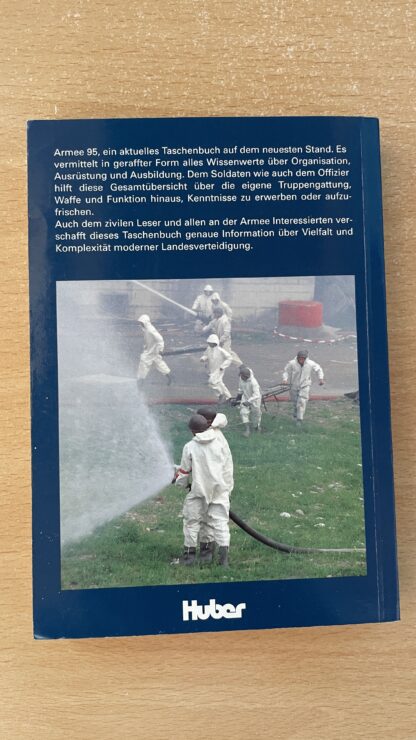 Armee 95, ein aktuelles Taschenbuch auf dem neuesten Stand. Es
vermittelt in geraffter Form alles Wissenwerte über Organisation,
Ausrüstung und Ausbildung. Dem Soldaten wie auch dem Offizier
hilft diese Gesamtübersicht über die eigene Truppengattung,
Waffe und Funktion hinaus, Kenntnisse zu erwerben oder aufzu-
frischen.
Auch dem zivilen Leser und allen an der Armee Interessierten ver-
schafft dieses Taschenbuch genaue Information über Vielfalt und
Komplexität moderner Landesverteidigung.
Huber